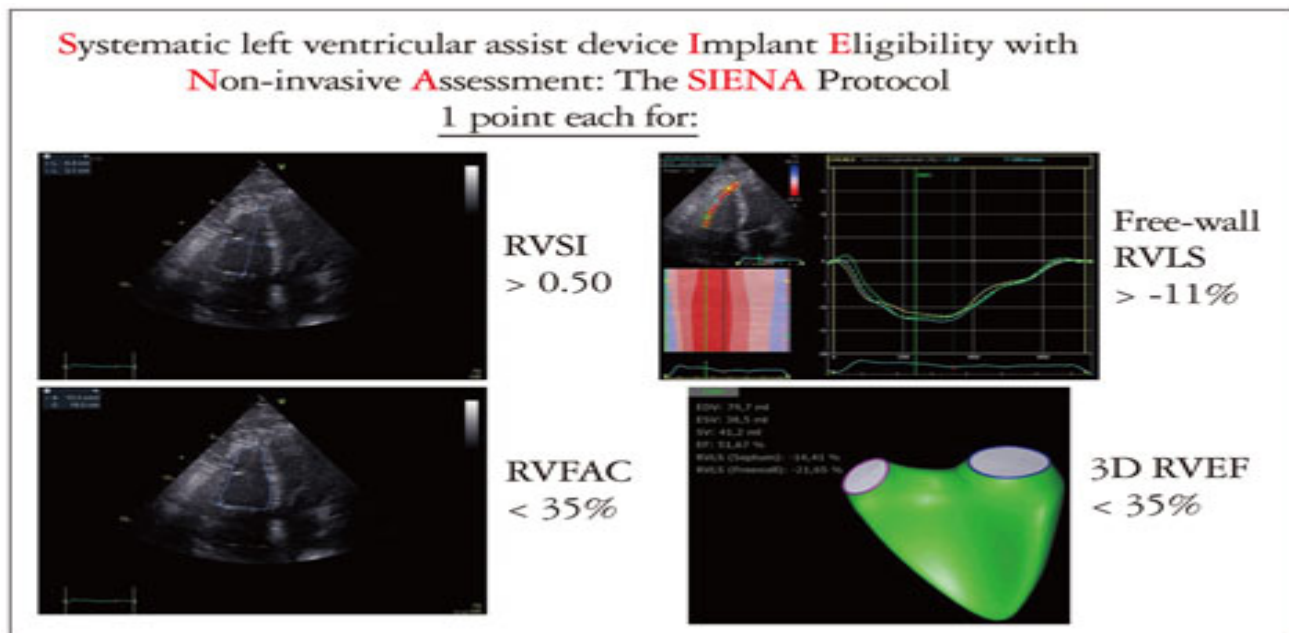 Systematic left ventricular assist device Implant Eligibility with
Non-invasive Assessment: The SIENA Protocol
1 point each for:
RVSI
> 0.50
Free-wall
RVLS
> -11%
RVFAC
< 35%
EDV: 79,7 ml
ESV: 38,5 ml
SV: 41,2 ml
EF: 51,67 %
RVLS (Septum): -14,41 %
RVLS (Freewall): -21,65 %
3D RVEF
< 35%